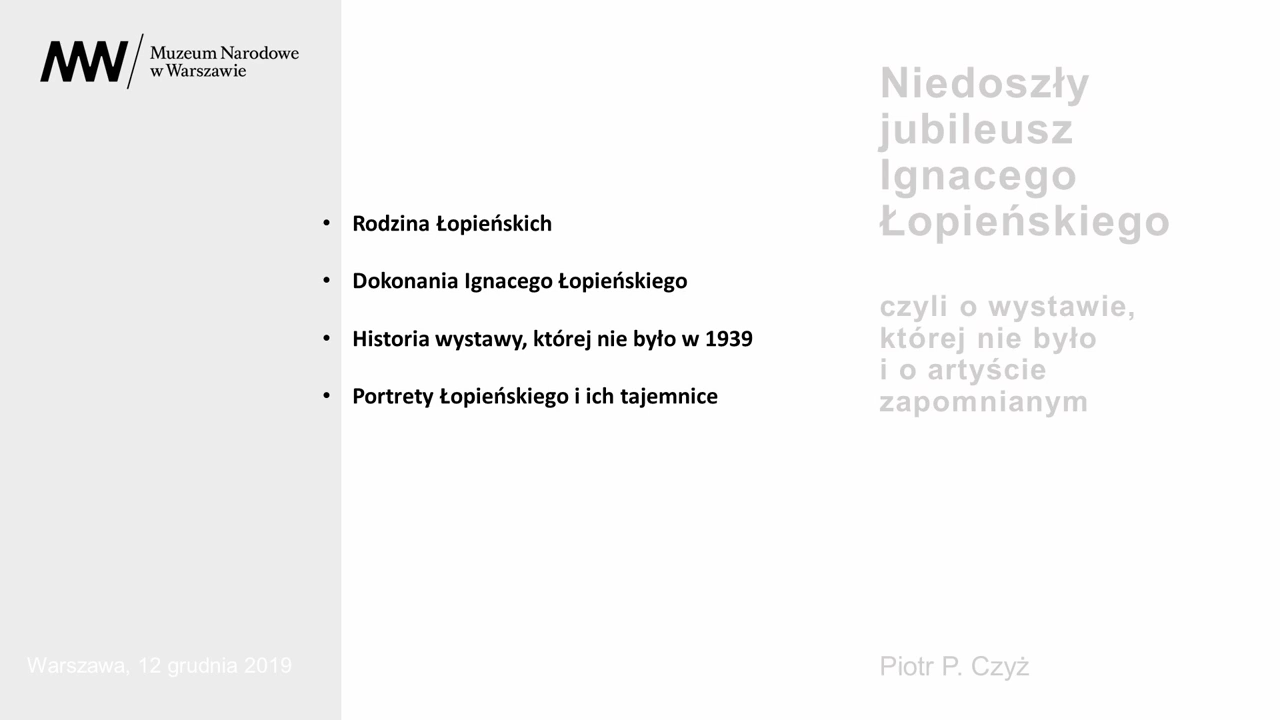 Muzeum Narodowe
w Warszawie
• Rodzina Łopieńskich
• Dokonania Ignacego Łopieńskiego
• Historia wystawy, której nie było w 1939
• Portrety Łopieńskiego i ich tajemnice
Niedoszły
jubileusz
Ignacego
Łopieńskiego
czyli o wystawie,
której nie było
i o artyście
zapomnianym
Warszawa, 12 grudnia 2019
Piotr P. Czyż